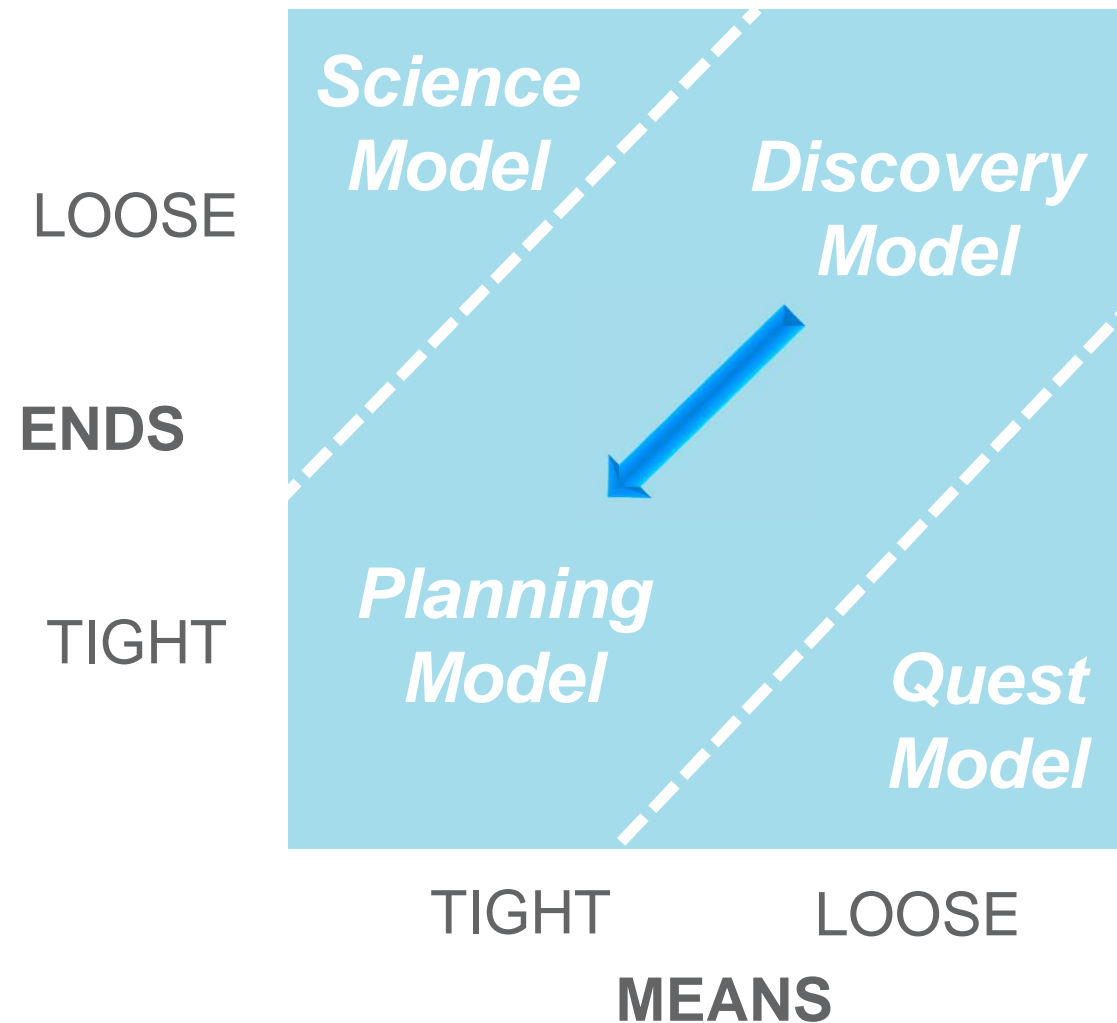 Science
Model
Discovery
Model
LOOSE
ENDS
TIGHT
Planning
Model
Quest
Model
TIGHT
LOOSE
MEANS